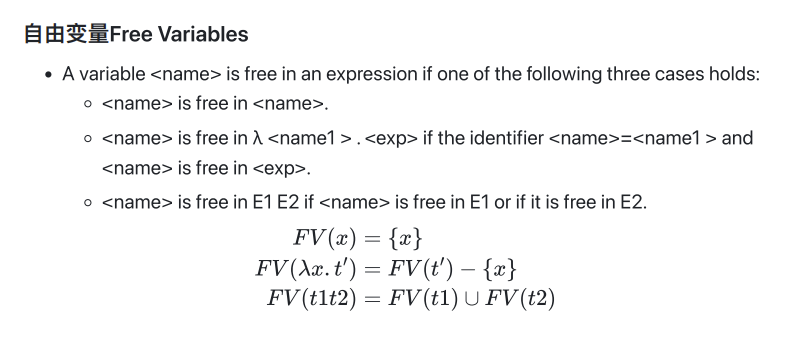 自由变量Free Variables
• A variable <name> is free in an expression if one of the following three cases holds:
◦ <name> is free in <name>.
◦ <name> is free in λ <name1 > . <exp> if the identifier <name>=<name1 > and
<name> is free in <exp>.
◦ <name> is free in E1 E2 if <name> is free in E1 or if it is free in E2.
FV(x) = {x}
FV(λx. t′) = FV(t′) − {x}
FV(t1t2) = FV(t1) ∪ FV(t2)